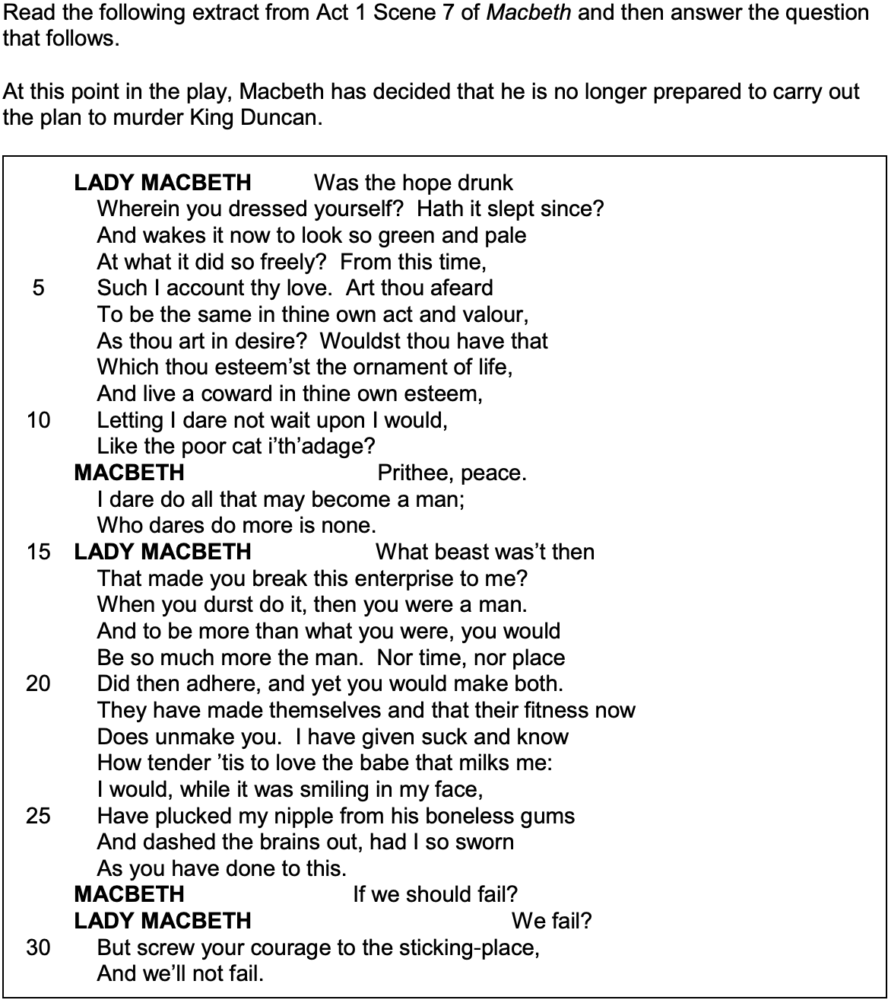 Read the following extract from Act 1 Scene 7 of Macbeth and then answer the question
that follows.
At this point in the play, Macbeth has decided that he is no longer prepared to carry out
the plan to murder King Duncan.
LADY MACBETH Was the hope drunk
Wherein you dressed yourself? Hath it slept since?
And wakes it now to look so green and pale
At what it did so freely? From this time,
5 Such I account thy love. Art thou afeard
To be the same in thine own act and valour,
As thou art in desire? Wouldst thou have that
Which thou esteem’st the ornament of life,
And live a coward in thine own esteem,
10 Letting I dare not wait upon I would,
Like the poor cat i’th’adage?
MACBETH Prithee, peace.
I dare do all that may become a man;
Who dares do more is none.
15 LADY MACBETH What beast was’t then
That made you break this enterprise to me?
When you durst do it, then you were a man.
And to be more than what you were, you would
Be so much more the man. Nor time, nor place
20 Did then adhere, and yet you would make both.
They have made themselves and that their fitness now
Does unmake you. I have given suck and know
How tender ’tis to love the babe that milks me:
I would, while it was smiling in my face,
25 Have plucked my nipple from his boneless gums
And dashed the brains out, had I so sworn
As you have done to this.
MACBETH If we should fail?
LADY MACBETH We fail?
30 But screw your courage to the sticking-place,
And we’ll not fail.